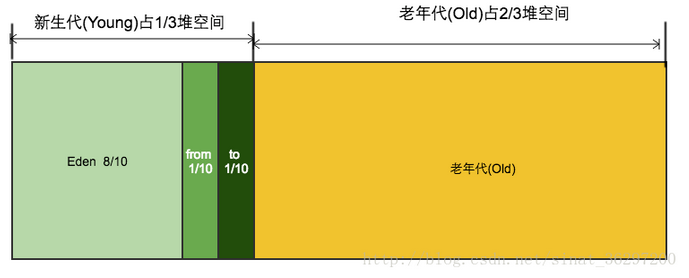 新生代(Young)占1/3堆空间
老年代(Old)占2/3堆空间
Eden 8/10
from
1/10
to
1/10
老年代(Old)